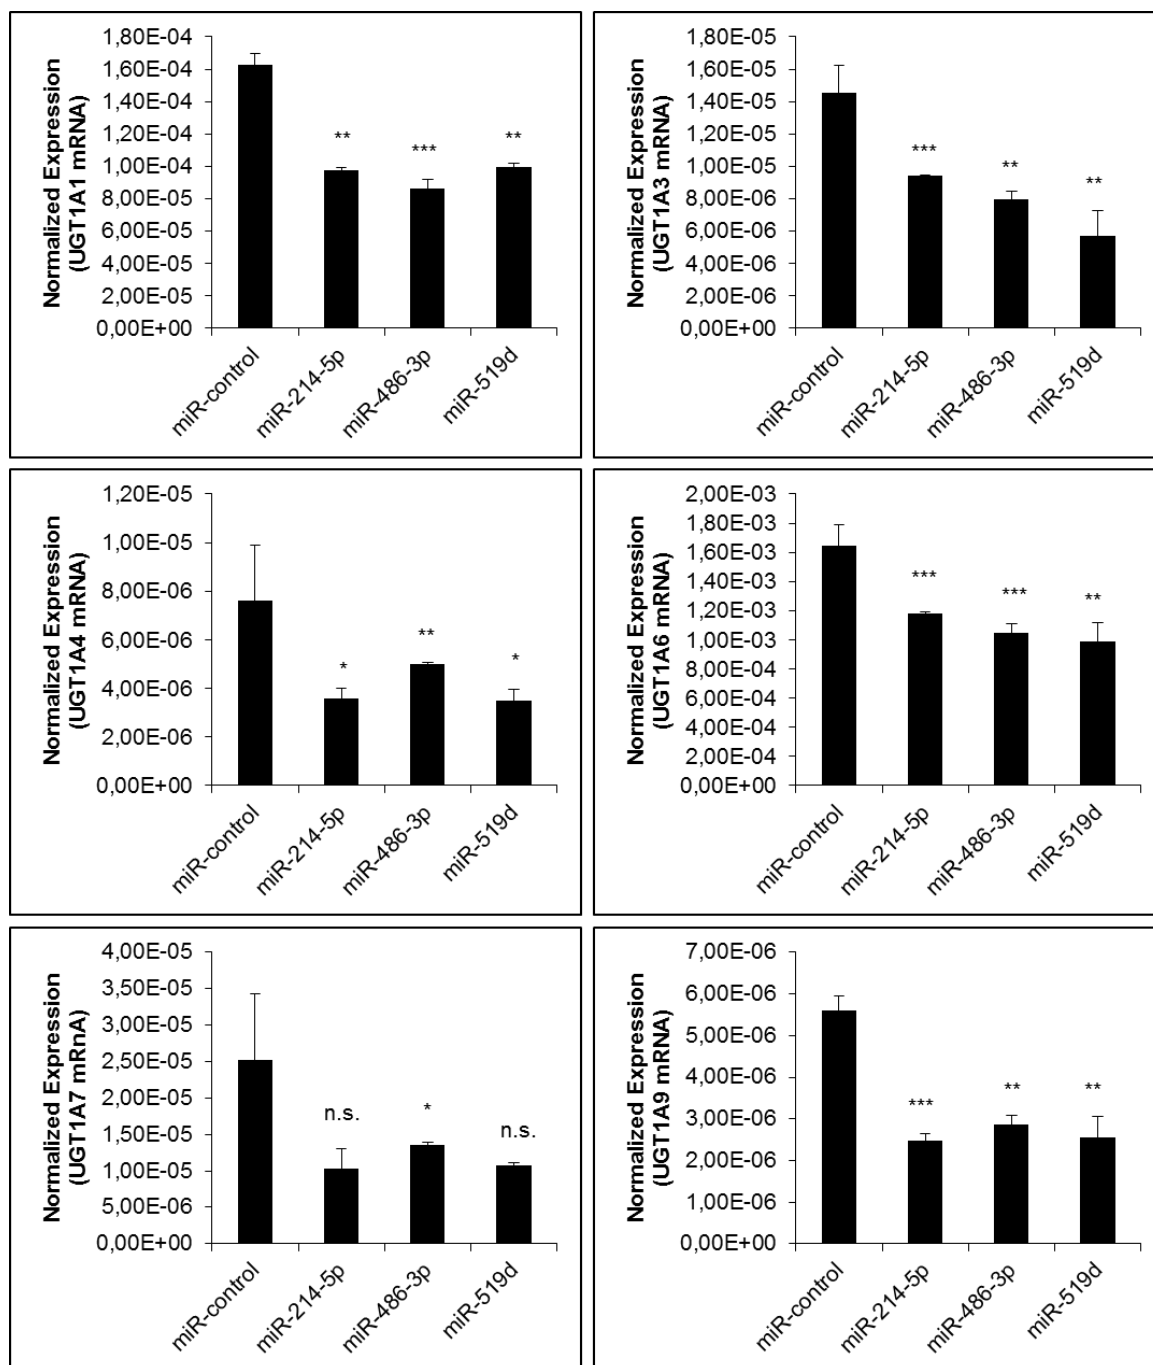 Normalized Expression
(UGT1A1 mRNA)
1,80E-04
1,60E-04
1,40E-04
1,20E-04
1,00E-04
8,00E-05
6,00E-05
4,00E-05
2,00E-05
0,00E+00
**
***
**
miR-control
miR-214-5p
miR-486-3p
miR-519d
Normalized Expression
(UGT1A3 mRNA)
1,80E-05
1,60E-05
1,40E-05
1,20E-05
1,00E-05
8,00E-06
6,00E-06
4,00E-06
2,00E-06
0,00E+00
***
**
**
miR-control
miR-214-5p
miR-486-3p
miR-519d
Normalized Expression
(UGT1A4 mRNA)
1,20E-05
1,00E-05
8,00E-06
6,00E-06
4,00E-06
2,00E-06
0,00E+00
*
**
*
miR-control
miR-214-5p
miR-486-3p
miR-519d
Normalized Expression
(UGT1A6 mRNA)
2,00E-03
1,80E-03
1,60E-03
1,40E-03
1,20E-03
1,00E-03
8,00E-04
6,00E-04
4,00E-04
2,00E-04
0,00E+00
***
***
**
miR-control
miR-214-5p
miR-486-3p
miR-519d
Normalized Expression
(UGT1A7 mRnA)
4,00E-05
3,50E-05
3,00E-05
2,50E-05
2,00E-05
1,50E-05
1,00E-05
5,00E-06
0,00E+00
n.s.
*
n.s.
miR-control
miR-214-5p
miR-486-3p
miR-519d
Normalized Expression
(UGT1A9 mRNA)
7,00E-06
6,00E-06
5,00E-06
4,00E-06
3,00E-06
2,00E-06
1,00E-06
0,00E+00
***
**
**
miR-control
miR-214-5p
miR-486-3p
miR-519d